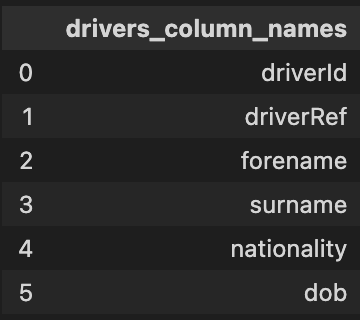 drivers_column_names
0 driverId
1 driverRef
2 forename
3 surname
4 nationality
5 dob